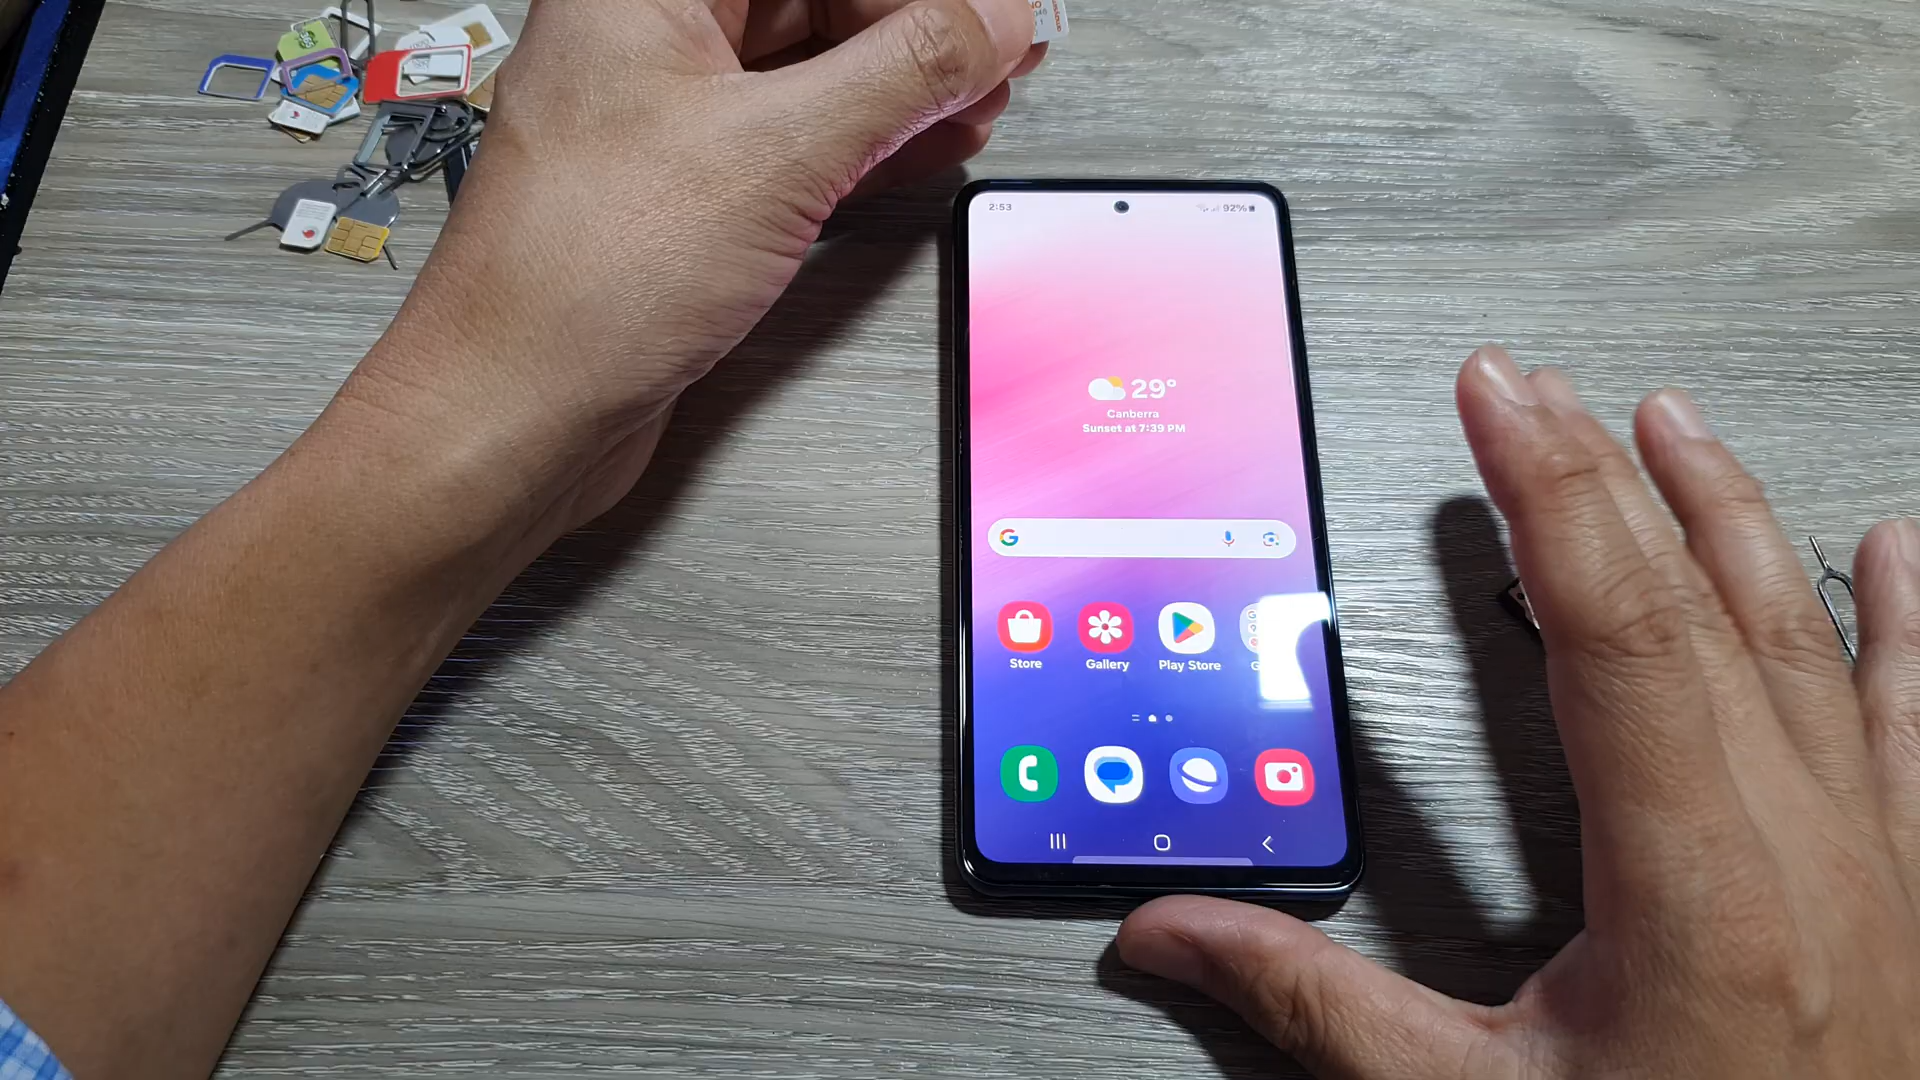 2:53
92%
29°
Canberra
Sunset at 7:39 PM
G
Store
Gallery
Play Store
G